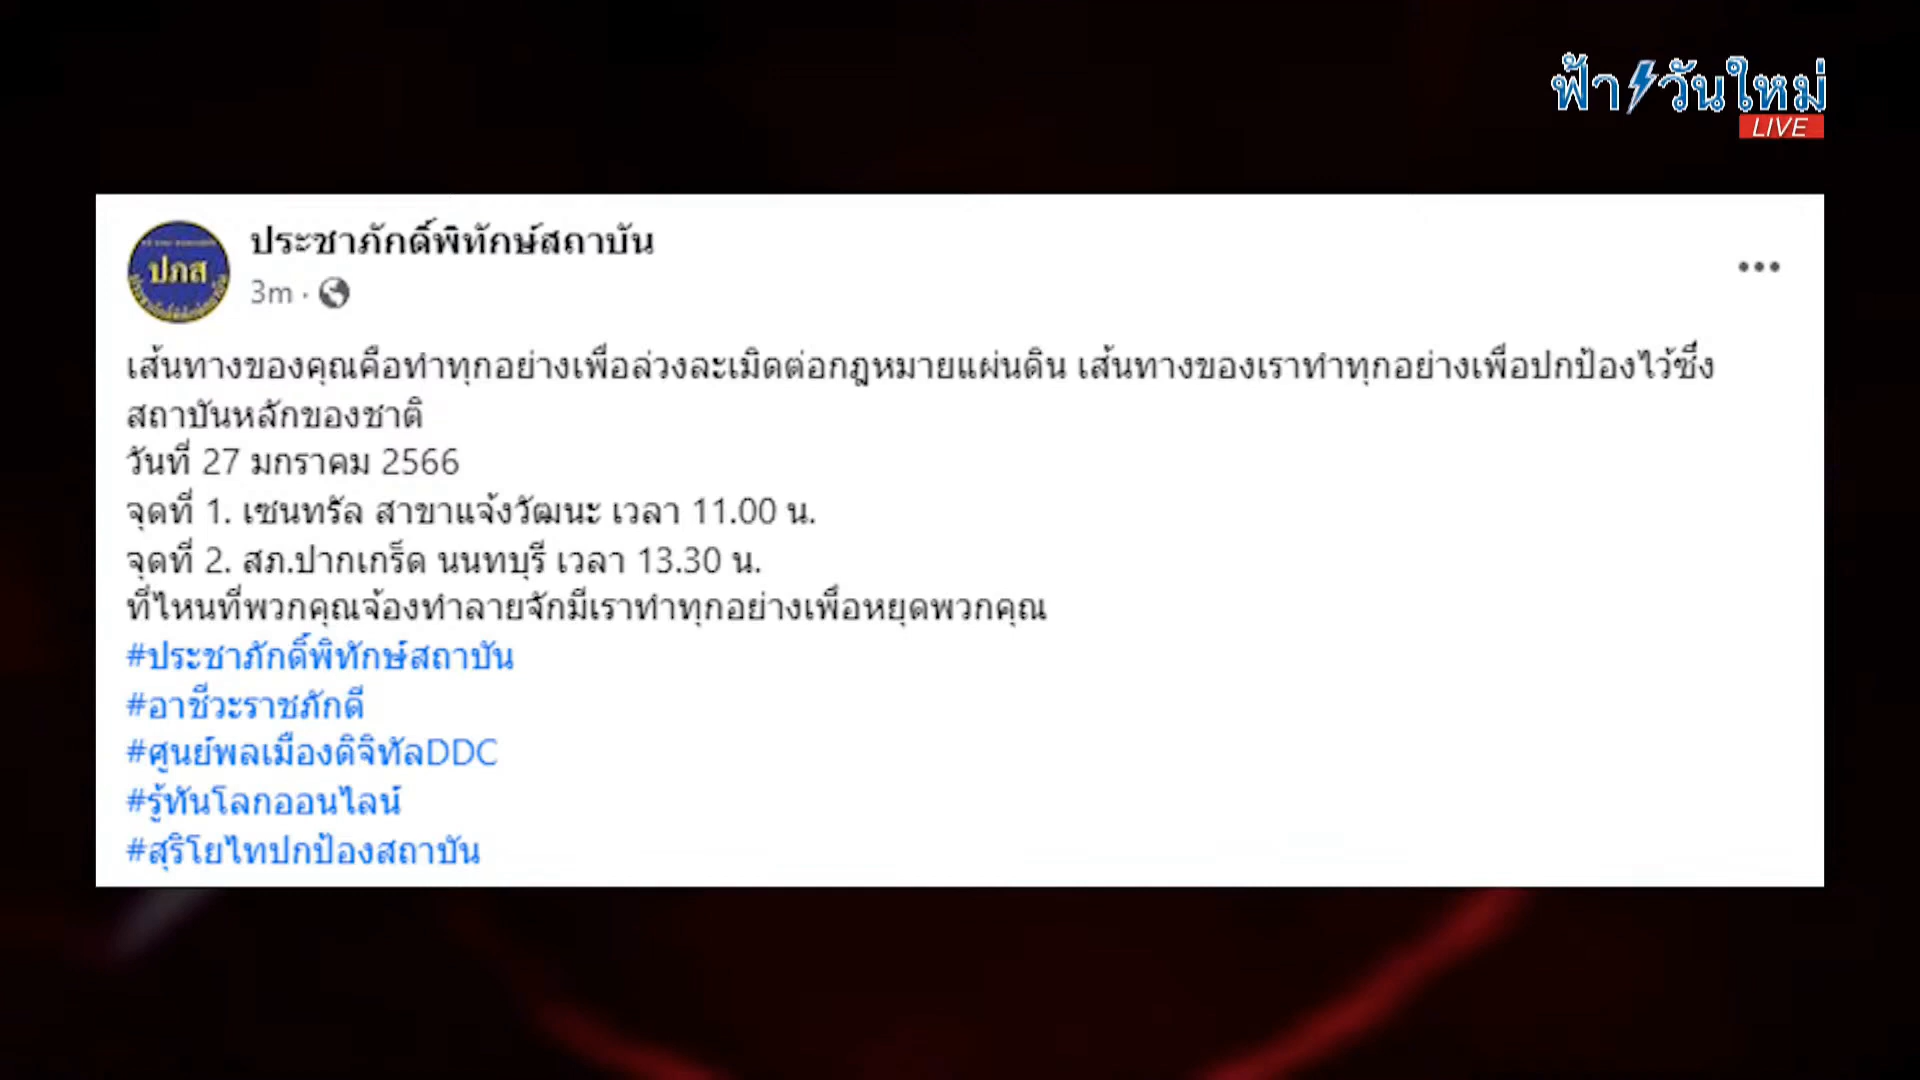 ฟ้าวันใหม่
LIVE
ประชาภักดิ์พิทักษ์สถาบัน
3m ·
ปภส
เส้นทางของคุณคือทำทุกอย่างเพื่อล่วงละเมิดต่อกฎหมายแผ่นดิน เส้นทางของเราทำทุกอย่างเพื่อปกป้องไว้ซึ่ง
สถาบันหลักของชาติ
วันที่ 27 มกราคม 2566
จุดที่ 1. เซนทรัล สาขาแจ้งวัฒนะ เวลา 11.00 น.
จุดที่ 2. สภ.ปากเกร็ด นนทบุรี เวลา 13.30 น.
ที่ไหนที่พวกคุณจ้องทำลายจักมีเราทำทุกอย่างเพื่อหยุดพวกคุณ
#ประชาภักดิ์พิทักษ์สถาบัน
#อาชีวะราชภักดี
#ศูนย์พลเมืองดิจิทัลDDC
#รู้ทันโลกออนไลน์
#สุริโยไทปกป้องสถาบัน